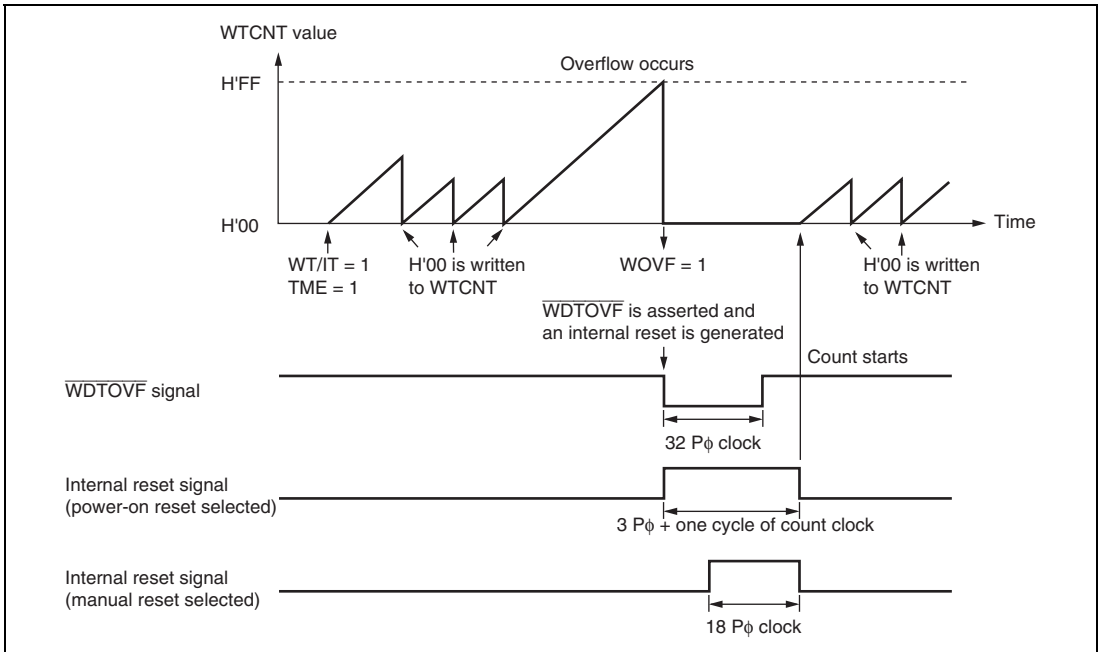 WTCNT value
Overflow occurs
H'FF
H'00
Time
WT/IT = 1
TME = 1
H'00 is written
to WTCNT
WOVF = 1
H'00 is written
to WTCNT
WDTOVF is asserted and
an internal reset is generated
Count starts
WDTOVF signal
32 Pϕ clock
Internal reset signal
(power-on reset selected)
3 Pϕ + one cycle of count clock
Internal reset signal
(manual reset selected)
18 Pϕ clock